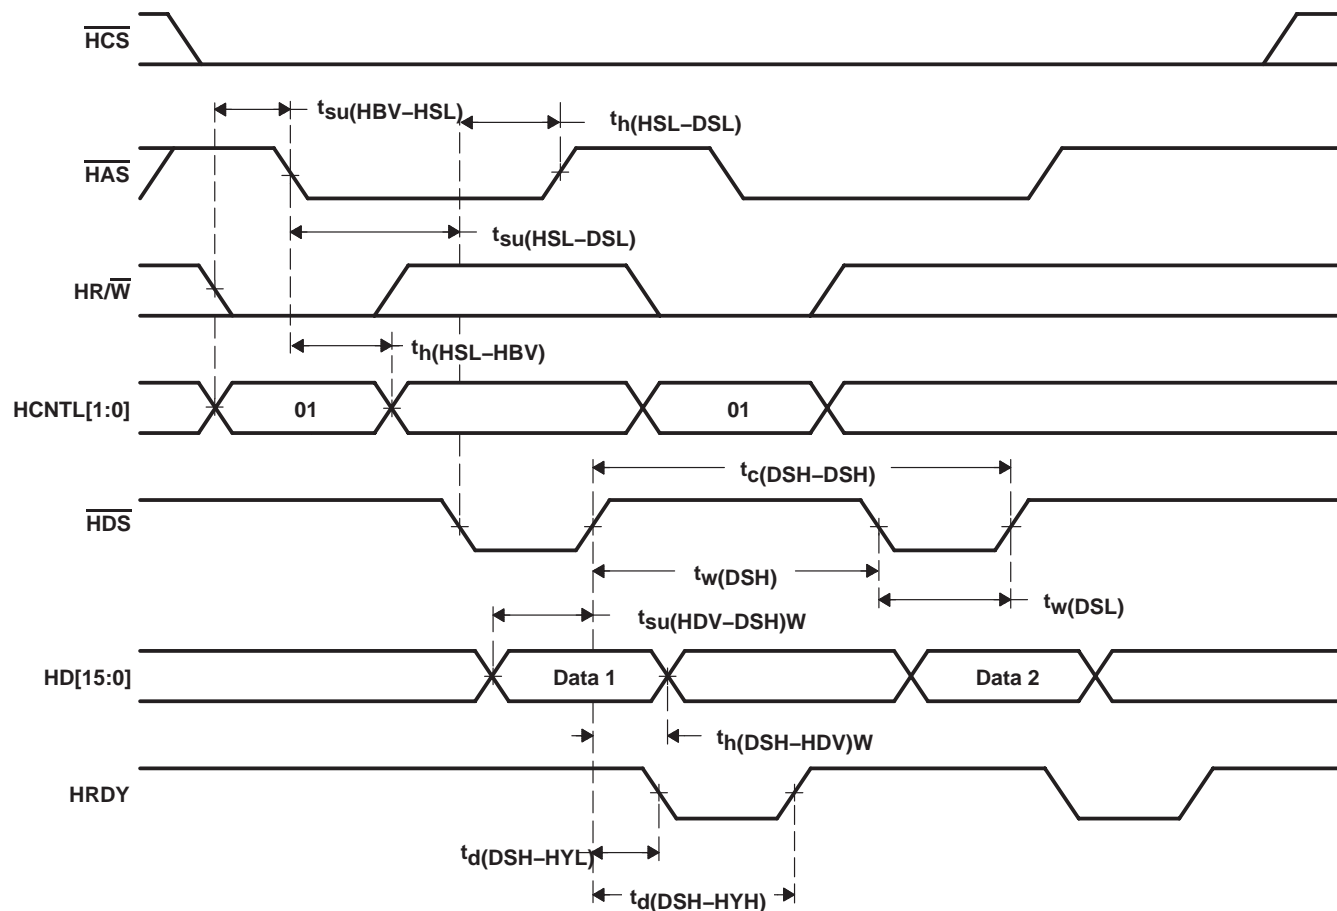 HCS
tsu(HBV–HSL)
th(HSL–DSL)
HAS
tsu(HSL–DSL)
HR/W
th(HSL–HBV)
HCNTL[1:0]
01
01
tc(DSH–DSH)
HDS
tw(DSH)
tw(DSL)
tsu(HDV–DSH)W
HD[15:0]
Data 1
Data 2
th(DSH–HDV)W
HRDY
td(DSH–HYL)
td(DSH–HYH)